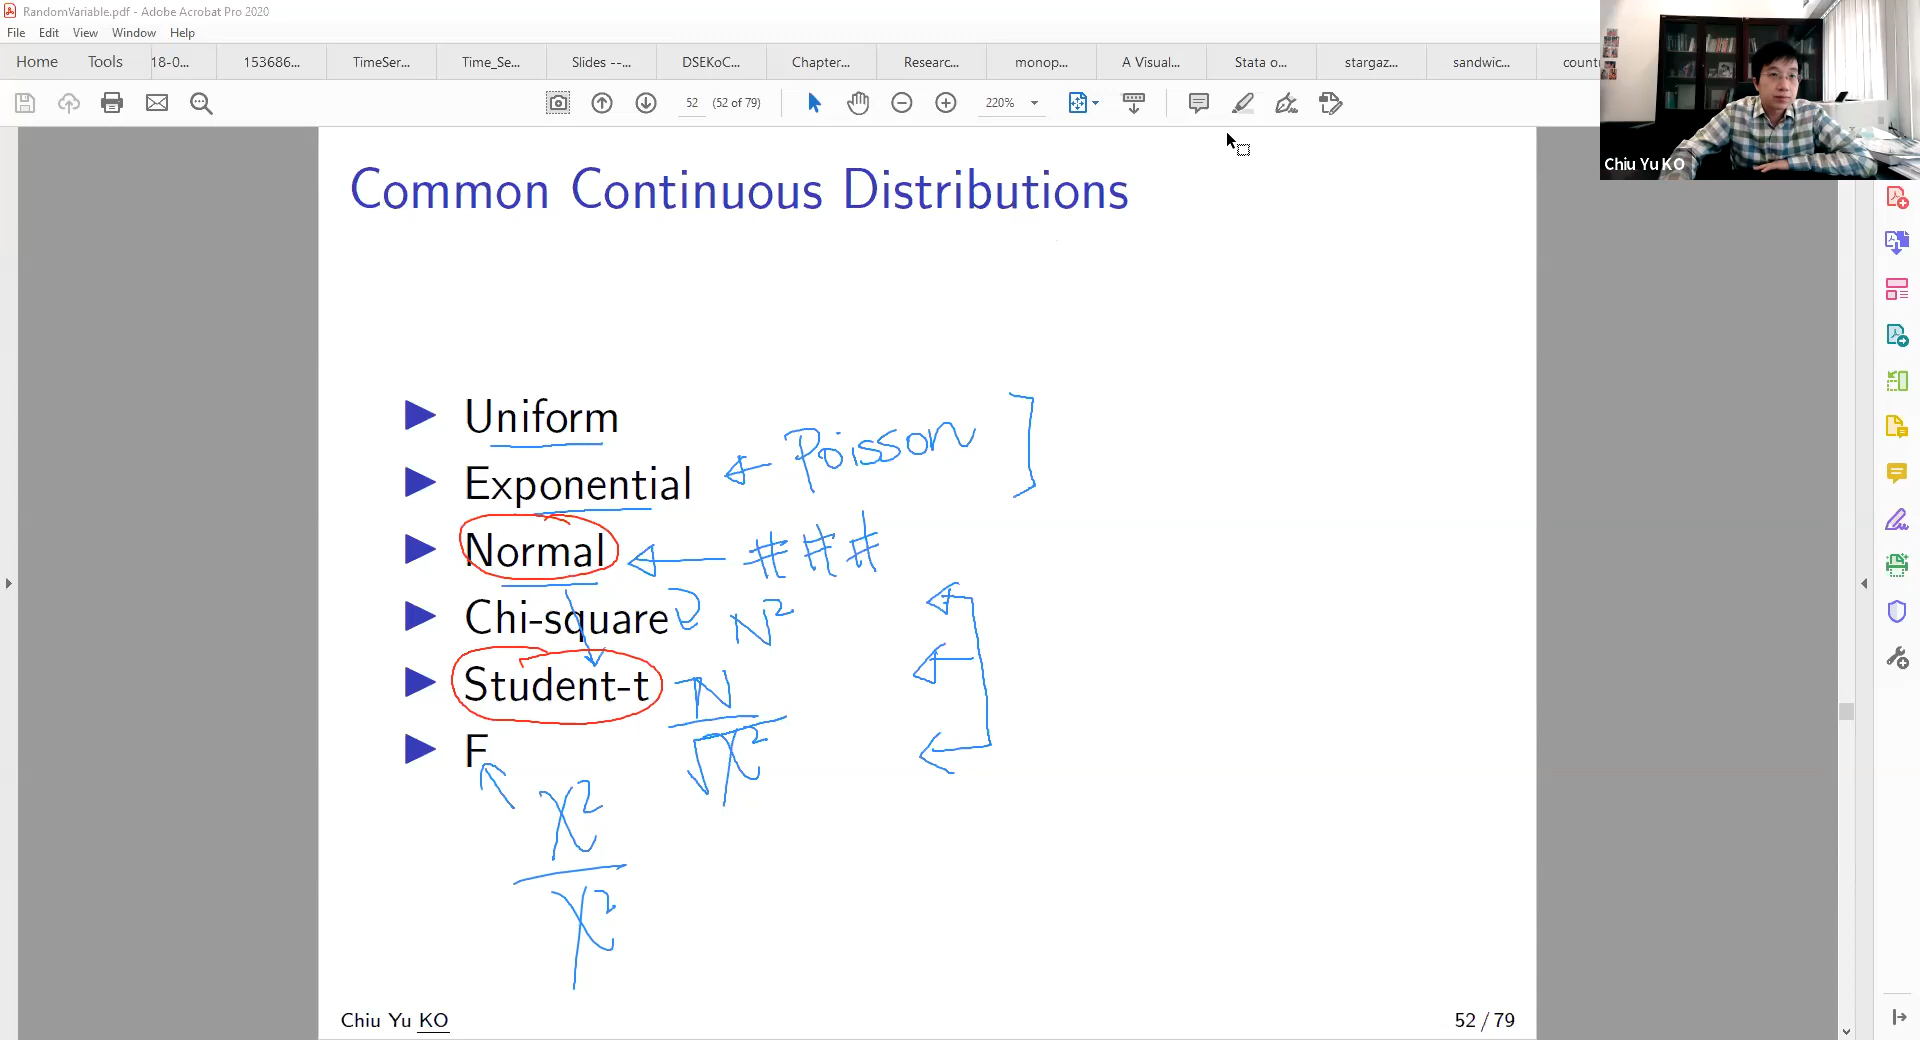 RandomVariable.pdf - Adobe Acrobat Pro 2020
File Edit View Window Help
Home Tools 18-0... 153686... TimeSer... Time_Se... Slides --... DSEKoC... Chapter... Researc... monop... A Visual... Stata o... stargaz... sandwic... count
52 (52 of 79) 220%
Chiu Yu KO
Common Continuous Distributions
Uniform
Exponential ← Poisson
Normal ← # # #
Chi-square N²
Student-t N
√χ²
F
χ²
χ²
Chiu Yu KO 52 / 79